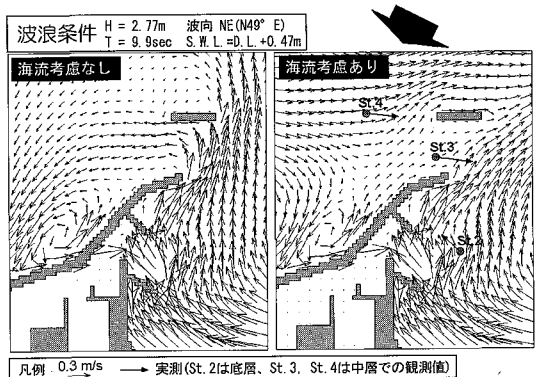 波浪条件 H = 2.77m 波向 NE(N49° E)
T = 9.9sec S.W.L.=D.L.+0.47m
海流考慮なし
海流考慮あり
St.4
St.3
St.2
凡例 0.3 m/s 実測(St.2は底層、St.3, St.4は中層での観測値)